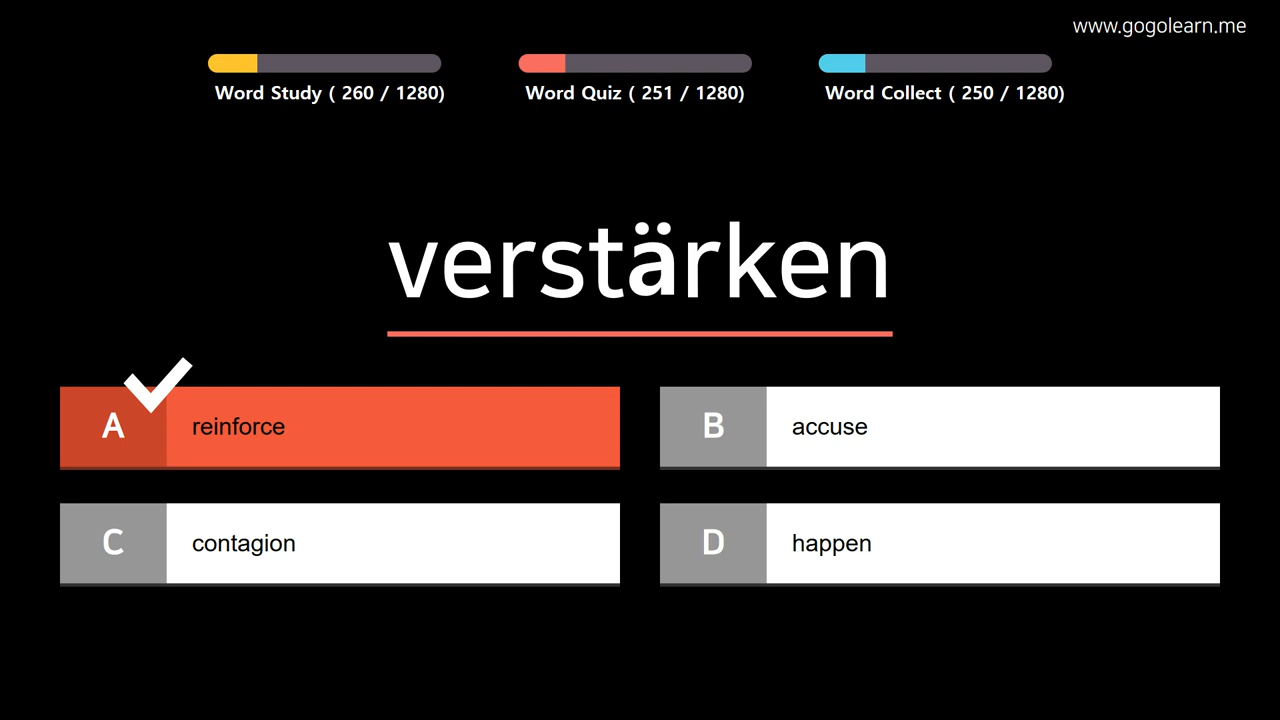 www.gogolearn.me
Word Study ( 260 / 1280)
Word Quiz ( 251 / 1280)
Word Collect ( 250 / 1280)
verstärken
A reinforce
B accuse
C contagion
D happen